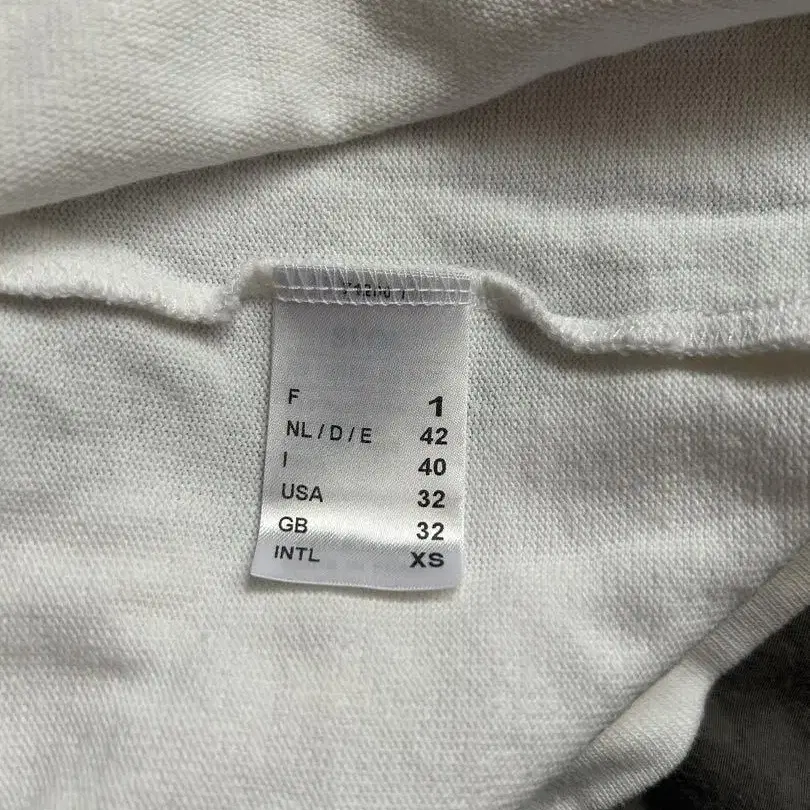 F 1
NL / D / E 42
I 40
USA 32
GB 32
INTL XS